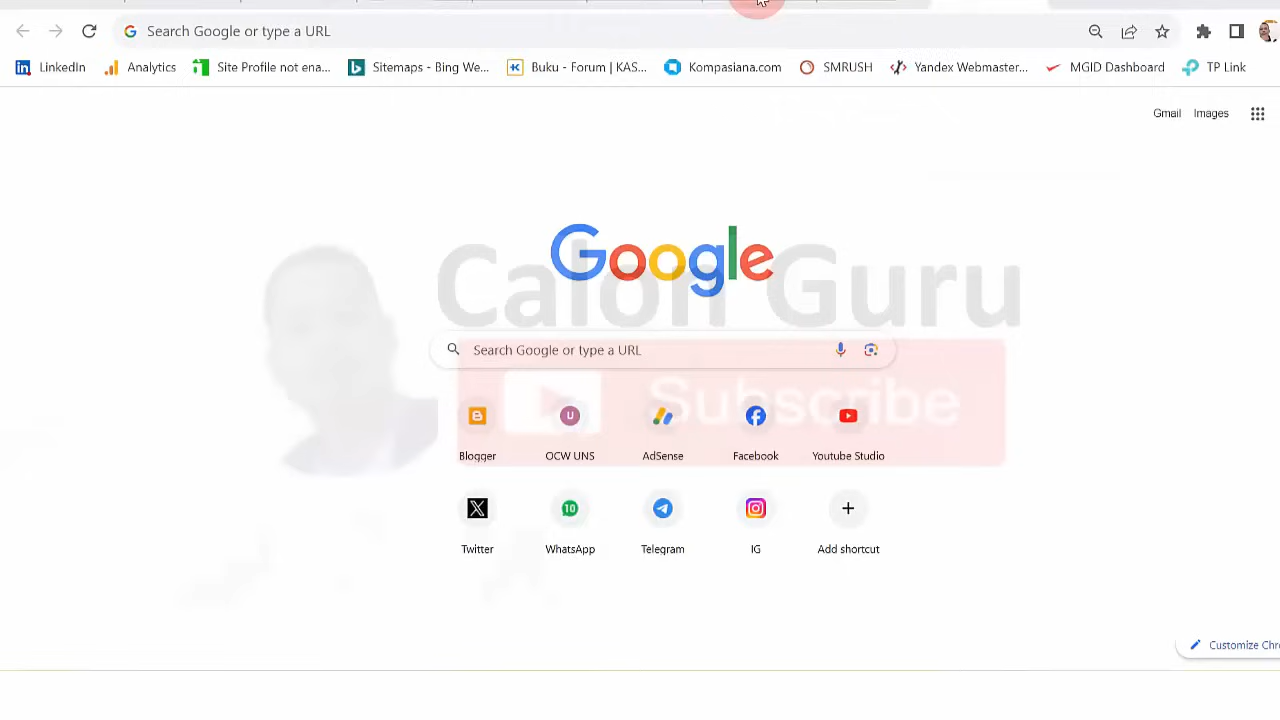 Search Google or type a URL
LinkedIn Analytics Site Profile not ena... Sitemaps - Bing We... Buku - Forum | KAS... Kompasiana.com SMRUSH Yandex Webmaster... MGID Dashboard TP Link
Gmail Images
Google
Calon Guru
Search Google or type a URL
Subscribe
U
Blogger OCW UNS AdSense Facebook Youtube Studio
10
Twitter WhatsApp Telegram IG Add shortcut
Customize Chr